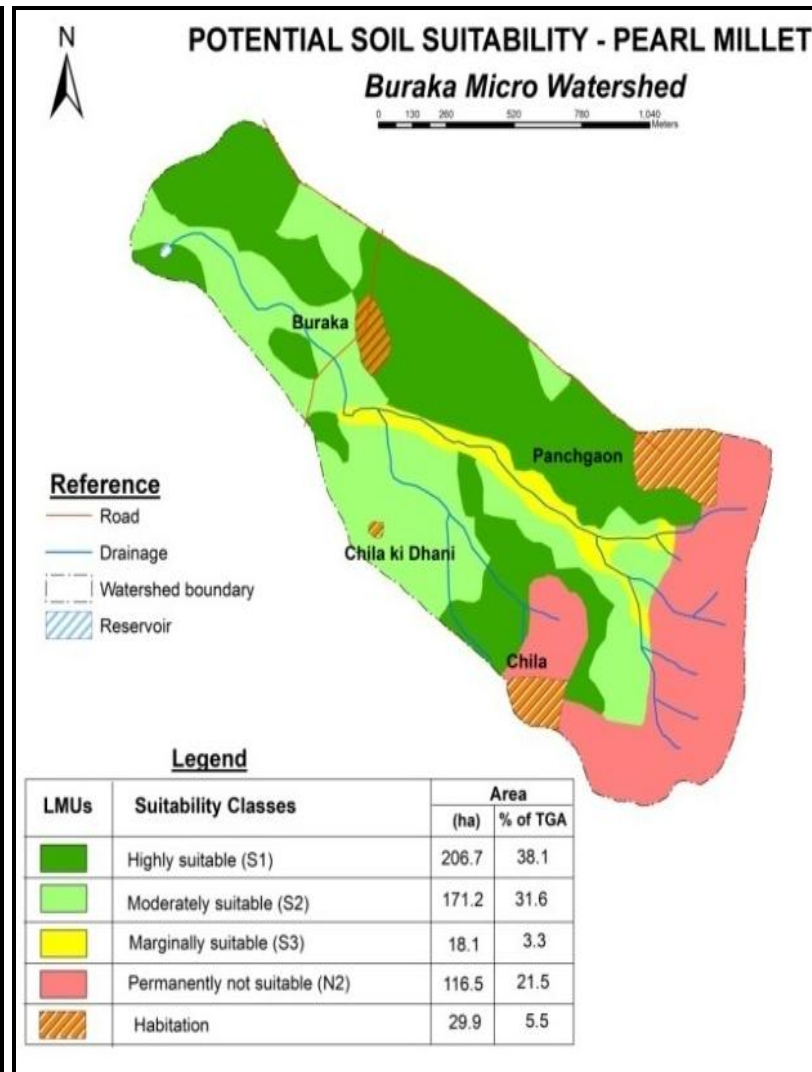 N
POTENTIAL SOIL SUITABILITY - PEARL MILLET
Buraka Micro Watershed
0 130 260 520 780 1,040
Meters
Buraka
Panchgaon
Chila ki Dhani
Chila
Reference
Road
Drainage
Watershed boundary
Reservoir
Legend
LMUs Suitability Classes Area
(ha) % of TGA
Highly suitable (S1) 206.7 38.1
Moderately suitable (S2) 171.2 31.6
Marginally suitable (S3) 18.1 3.3
Permanently not suitable (N2) 116.5 21.5
Habitation 29.9 5.5